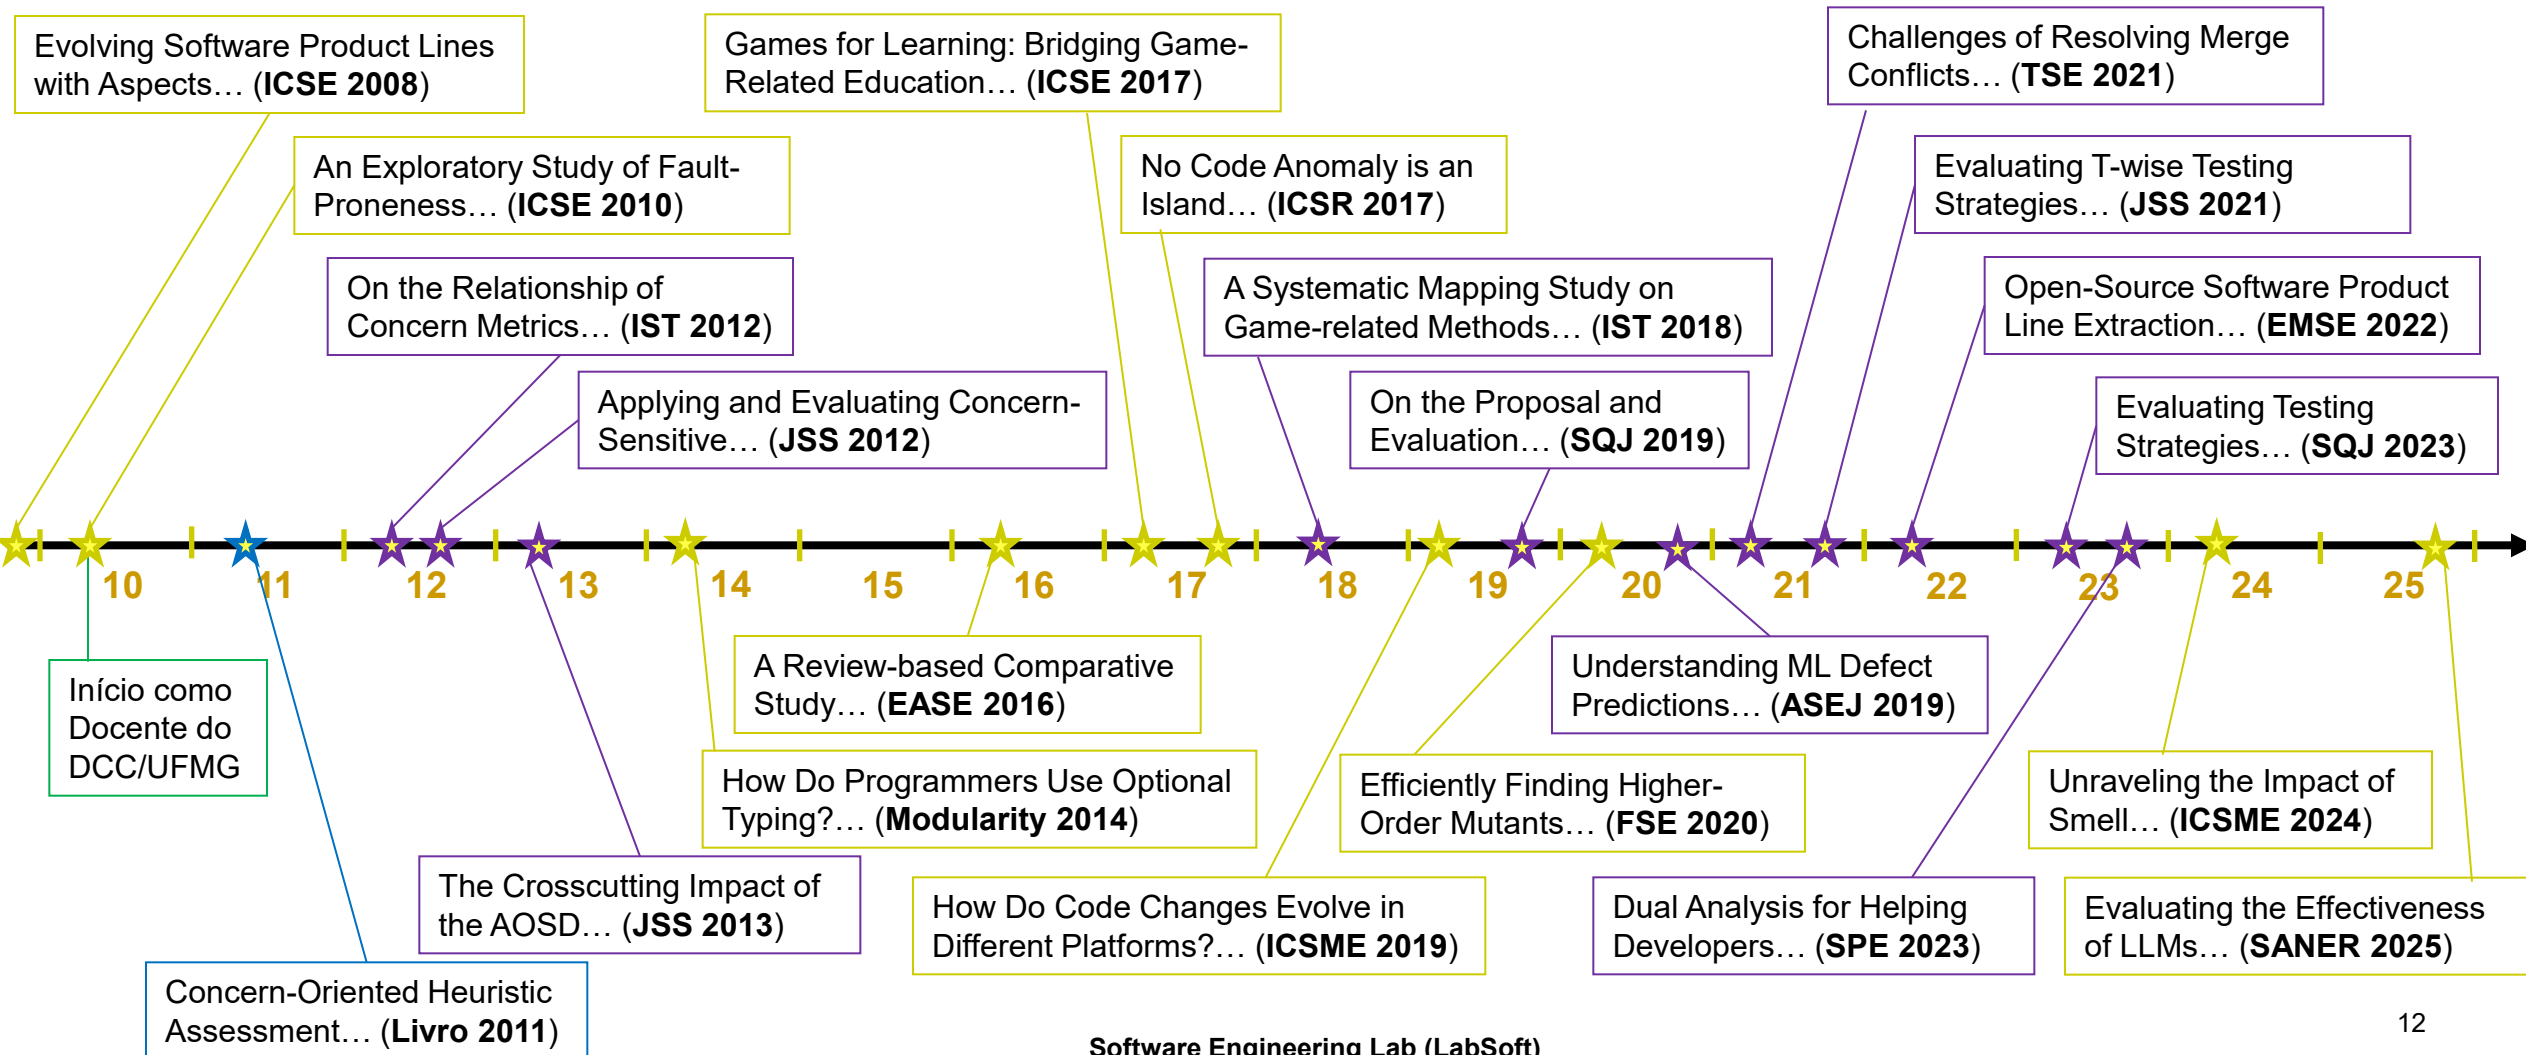 Evolving Software Product Lines
with Aspects… (ICSE 2008)
Games for Learning: Bridging Game-
Related Education… (ICSE 2017)
Challenges of Resolving Merge
Conflicts… (TSE 2021)
An Exploratory Study of Fault-
Proneness… (ICSE 2010)
No Code Anomaly is an
Island… (ICSR 2017)
Evaluating T-wise Testing
Strategies… (JSS 2021)
On the Relationship of
Concern Metrics… (IST 2012)
A Systematic Mapping Study on
Game-related Methods… (IST 2018)
Open-Source Software Product
Line Extraction… (EMSE 2022)
Applying and Evaluating Concern-
Sensitive… (JSS 2012)
On the Proposal and
Evaluation… (SQJ 2019)
Evaluating Testing
Strategies… (SQJ 2023)
10 11 12 13 14 15 16 17 18 19 20 21 22 23 24 25
Início como
Docente do
DCC/UFMG
A Review-based Comparative
Study… (EASE 2016)
Understanding ML Defect
Predictions… (ASEJ 2019)
How Do Programmers Use Optional
Typing?… (Modularity 2014)
Efficiently Finding Higher-
Order Mutants… (FSE 2020)
Unraveling the Impact of
Smell… (ICSME 2024)
The Crosscutting Impact of
the AOSD… (JSS 2013)
How Do Code Changes Evolve in
Different Platforms?… (ICSME 2019)
Dual Analysis for Helping
Developers… (SPE 2023)
Evaluating the Effectiveness
of LLMs… (SANER 2025)
Concern-Oriented Heuristic
Assessment… (Livro 2011)
12
Software Engineering Lab (LabSoft)